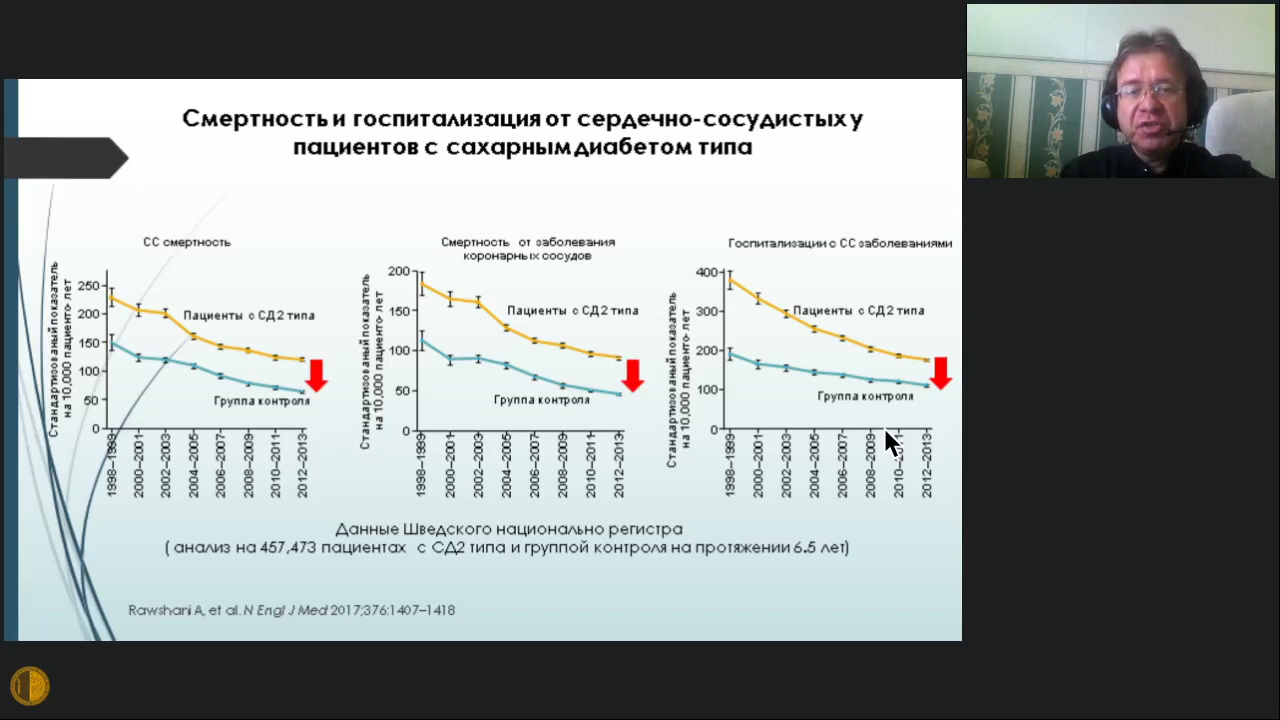 Смертность и госпитализация от сердечно-сосудистых у
пациентов с сахарным диабетом типа
СС смертность
Стандартизованый показатель
на 10,000 пациенто- лет
250
200
150
100
50
0
Пациенты с СД2 типа
Группа контроля
1998–1999
2000–2001
2002–2003
2004–2005
2006–2007
2008–2009
2010–2011
2012–2013
Смертность от заболевания
коронарных сосудов
Стандартизованый показатель
на 10,000 пациенто- лет
200
150
100
50
0
Пациенты с СД2 типа
Группа контроля
1998–1999
2000–2001
2002–2003
2004–2005
2006–2007
2008–2009
2010–2011
2012–2013
Госпитализации с СС заболеваниями
Стандартизованый показатель
на 10,000 пациенто- лет
400
300
200
100
0
Пациенты с СД2 типа
Группа контроля
1998–1999
2000–2001
2002–2003
2004–2005
2006–2007
2008–2009
2012–2013
Данные Шведского национально регистра
( анализ на 457,473 пациентах с СД2 типа и группой контроля на протяжении 6.5 лет)
Rawshani A, et al. N Engl J Med 2017;376:1407–1418